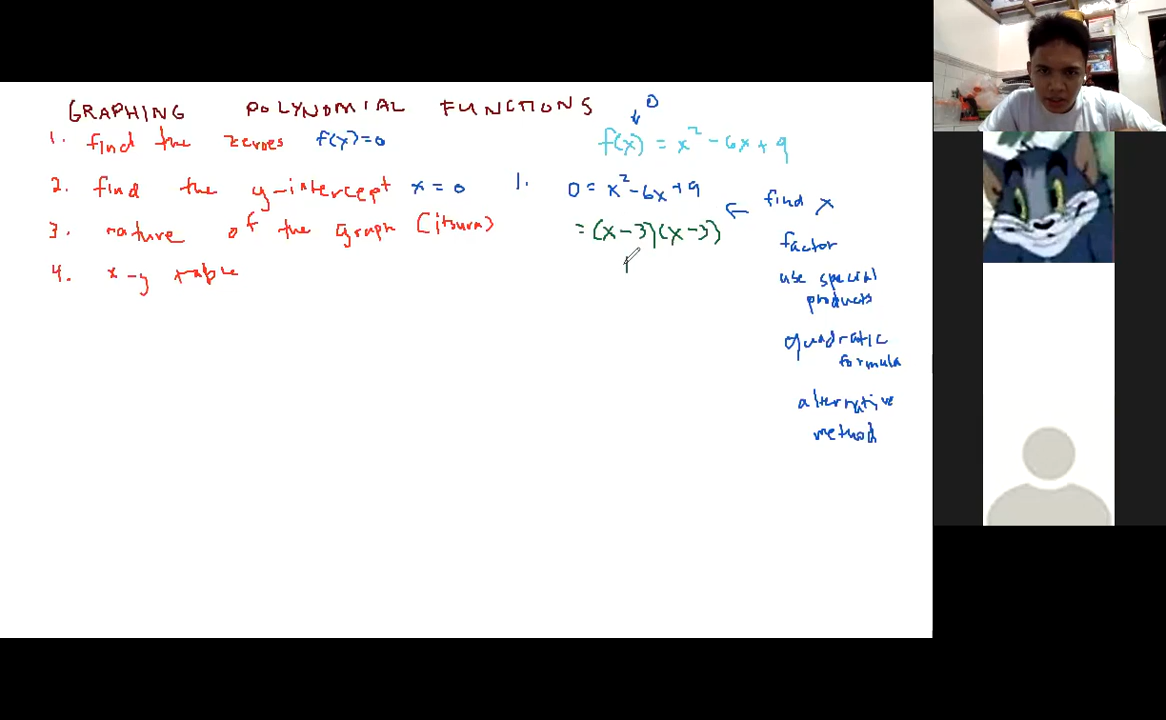 GRAPHING POLYNOMIAL FUNCTIONS
1. find the zeroes f(x)=0
2. find the y-intercept x=0
3. nature of the graph (itsura)
4. x-y table
0
f(x) = x² - 6x + 9
1. 0 = x² - 6x + 9
= (x-3)(x-3)
← find x
factor
use special
products
quadratic
formula
alternative
method